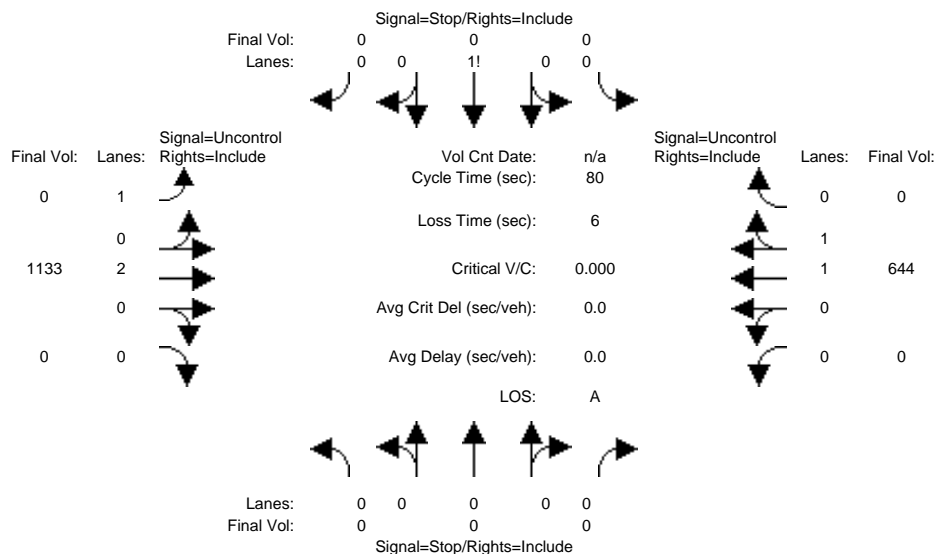 Signal=Stop/Rights=Include
Final Vol: 0 0 0
Lanes: 0 0 1! 0 0
Signal=Uncontrol Signal=Uncontrol
Final Vol: Lanes: Rights=Include Vol Cnt Date: n/a Rights=Include Lanes: Final Vol:
Cycle Time (sec): 80
0 1 0 0
Loss Time (sec): 6
0 1
1133 2 Critical V/C: 0.000 1 644
0 Avg Crit Del (sec/veh): 0.0 0
0 0 Avg Delay (sec/veh): 0.0 0 0
LOS: A
Lanes: 0 0 0 0 0
Final Vol: 0 0 0
Signal=Stop/Rights=Include